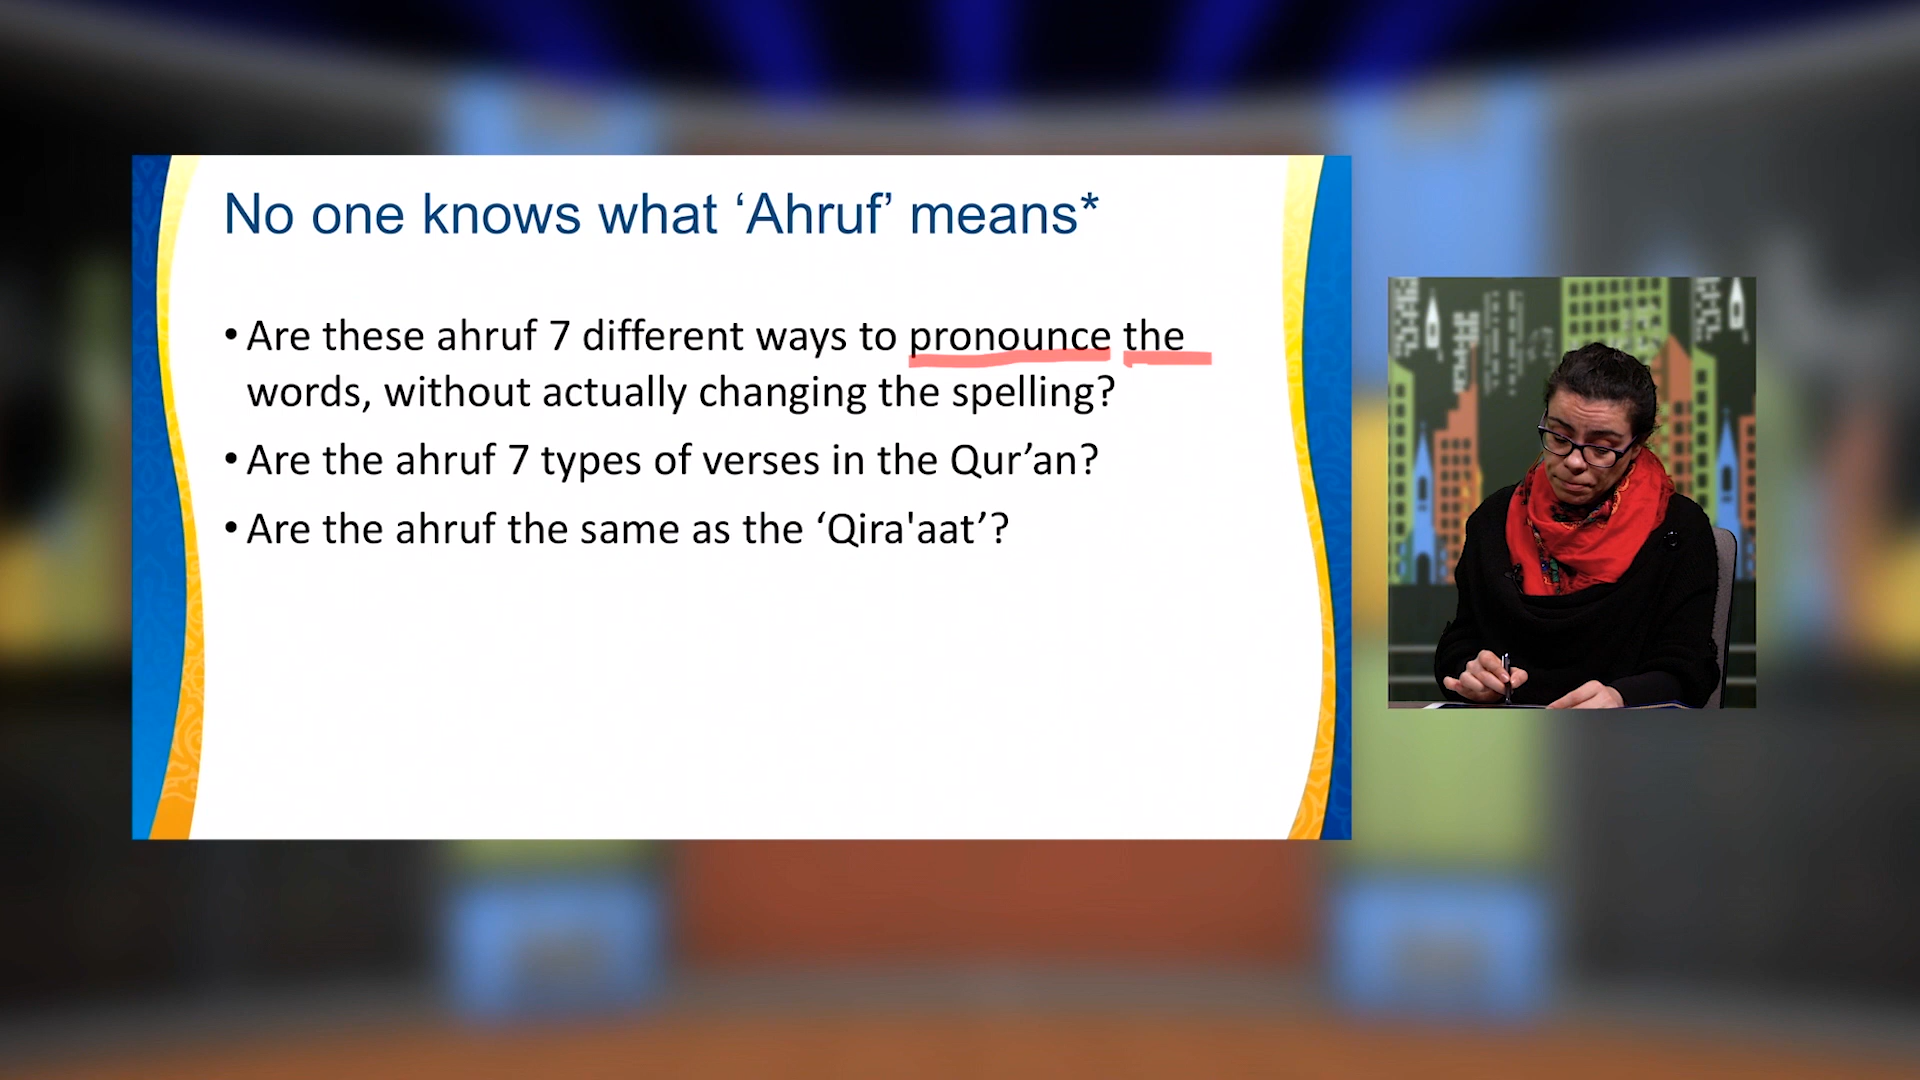 No one knows what ‘Ahruf’ means*
•Are these ahruf 7 different ways to pronounce the
words, without actually changing the spelling?
•Are the ahruf 7 types of verses in the Qur’an?
•Are the ahruf the same as the ‘Qira'aat’?